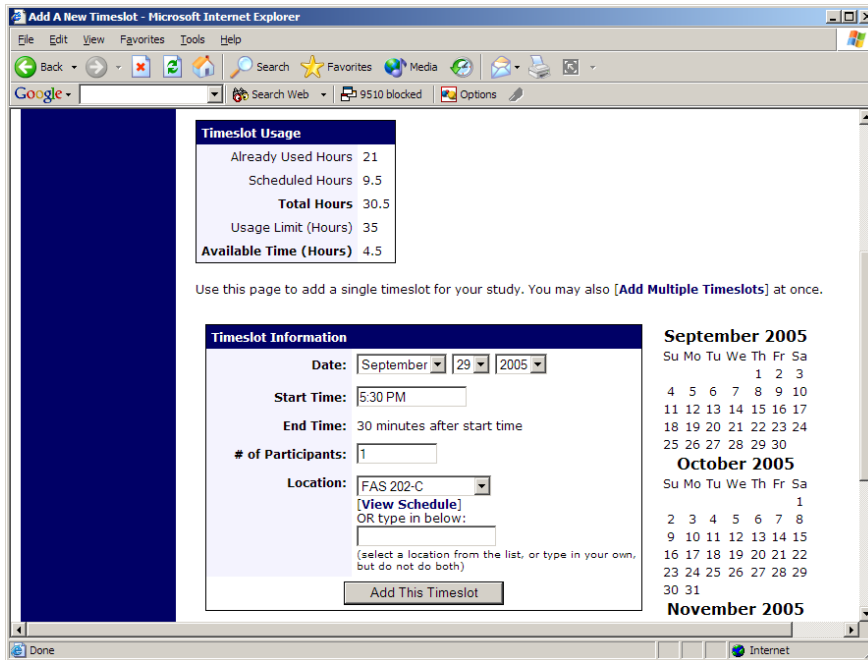 Add A New Timeslot - Microsoft Internet Explorer
File Edit View Favorites Tools Help
Back Search Favorites Media
Google Search Web 9510 blocked Options
Timeslot Usage
Already Used Hours 21
Scheduled Hours 9.5
Total Hours 30.5
Usage Limit (Hours) 35
Available Time (Hours) 4.5
Use this page to add a single timeslot for your study. You may also [Add Multiple Timeslots] at once.
Timeslot Information
Date: September 29 2005
Start Time: 5:30 PM
End Time: 30 minutes after start time
# of Participants: 1
Location: FAS 202-C
[View Schedule]
OR type in below:
(select a location from the list, or type in your own,
but do not do both)
Add This Timeslot
September 2005
Su Mo Tu We Th Fr Sa
1 2 3
4 5 6 7 8 9 10
11 12 13 14 15 16 17
18 19 20 21 22 23 24
25 26 27 28 29 30
October 2005
Su Mo Tu We Th Fr Sa
1
2 3 4 5 6 7 8
9 10 11 12 13 14 15
16 17 18 19 20 21 22
23 24 25 26 27 28 29
30 31
November 2005
Done Internet